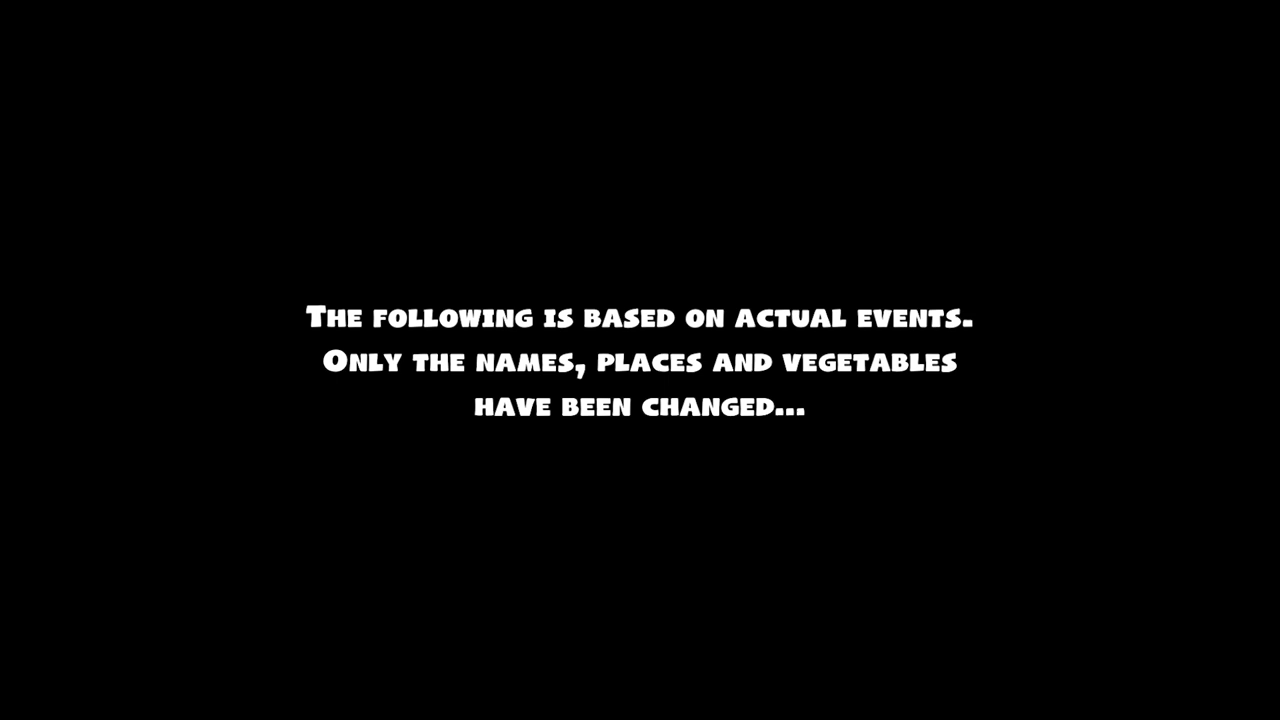 The following is based on actual events.
Only the names, places and vegetables
have been changed...